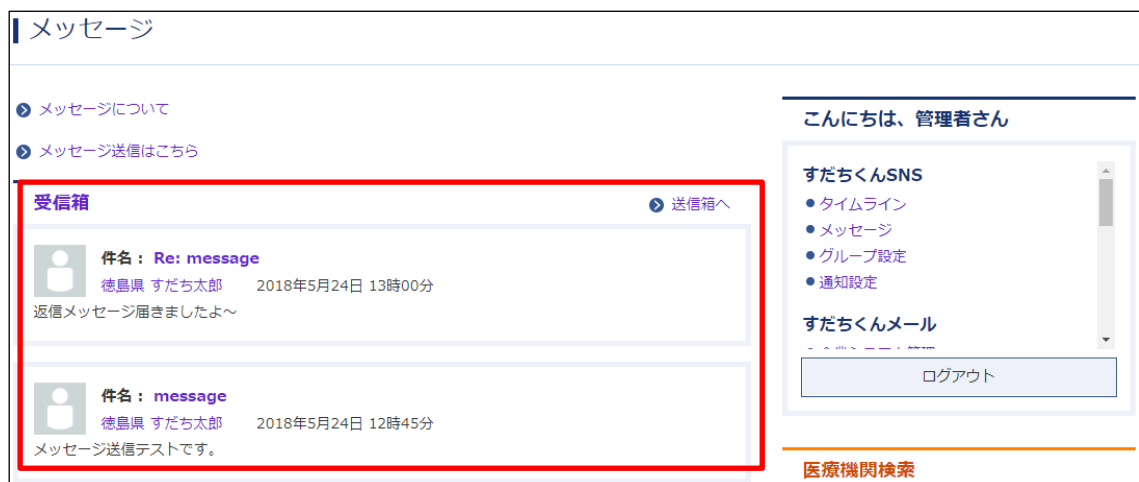 メッセージ
メッセージについて
メッセージ送信はこちら
受信箱
送信箱へ
件名： Re: message
徳島県 すだち太郎 2018年5月24日 13時00分
返信メッセージ届きましたよ～
件名： message
徳島県 すだち太郎 2018年5月24日 12時45分
メッセージ送信テストです。
こんにちは、管理者さん
すだちくんSNS
タイムライン
メッセージ
グループ設定
通知設定
すだちくんメール
ログアウト
医療機関検索